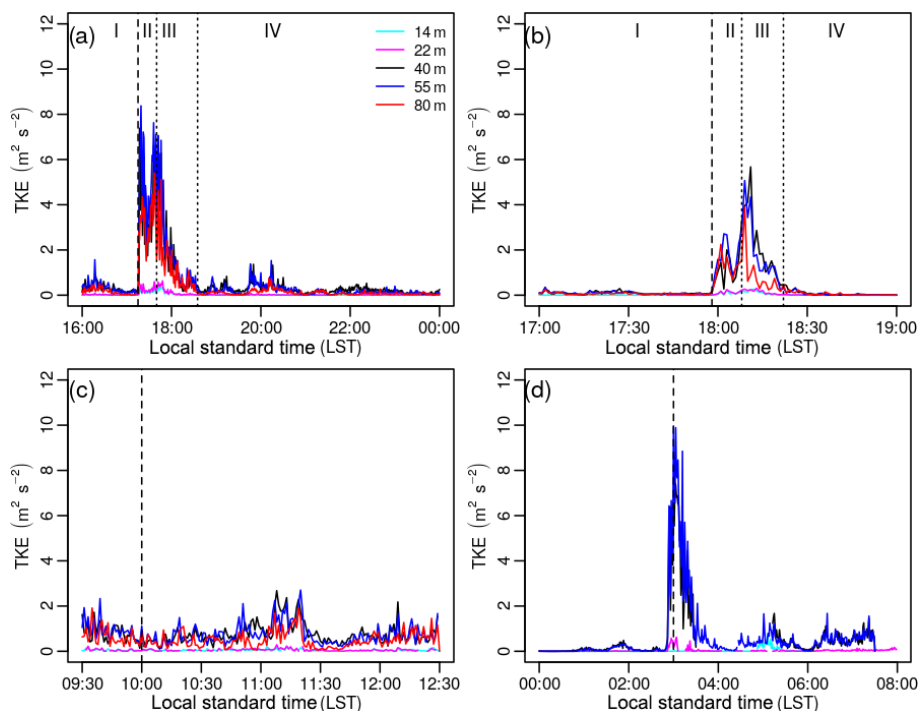 (a) I II III IV
14 m
22 m
40 m
55 m
80 m
TKE (m² s⁻²)
0 2 4 6 8 10 12
16:00 18:00 20:00 22:00 00:00
Local standard time (LST)
(b) I II III IV
TKE (m² s⁻²)
0 2 4 6 8 10 12
17:00 17:30 18:00 18:30 19:00
Local standard time (LST)
(c)
TKE (m² s⁻²)
0 2 4 6 8 10 12
09:30 10:00 10:30 11:00 11:30 12:00 12:30
Local standard time (LST)
(d)
TKE (m² s⁻²)
0 2 4 6 8 10 12
00:00 02:00 04:00 06:00 08:00
Local standard time (LST)